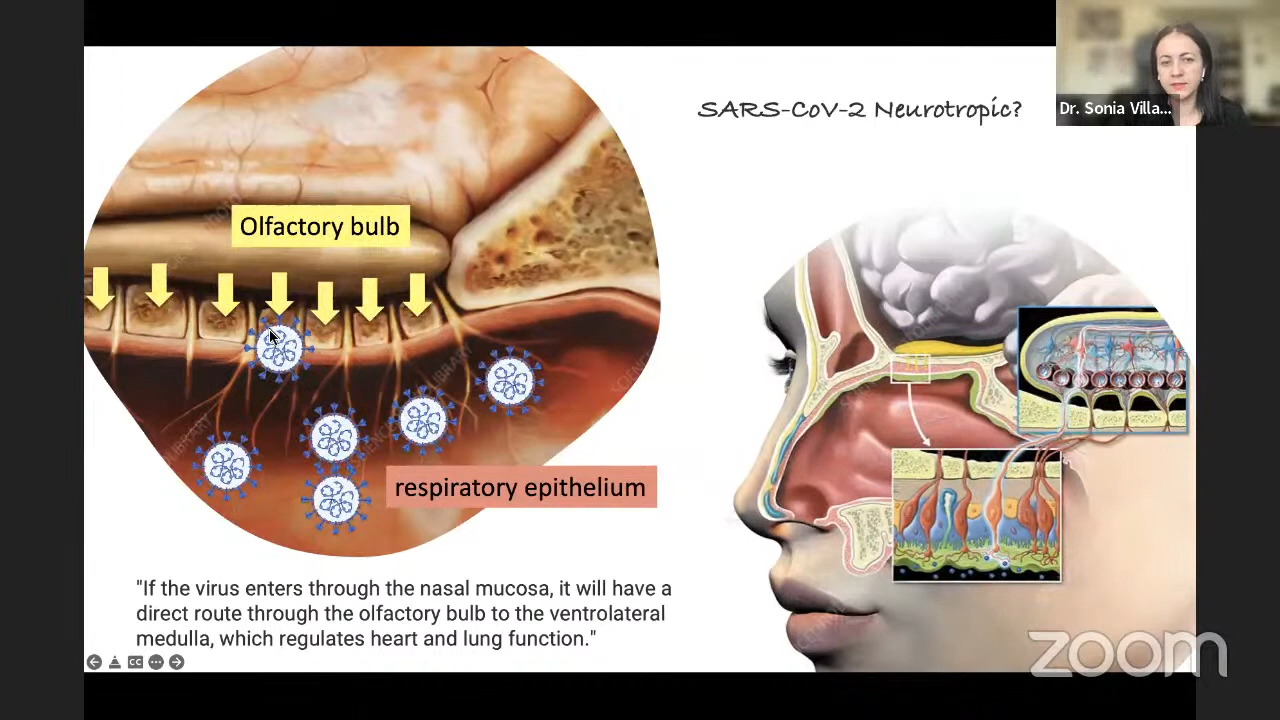 SARS-CoV-2 Neurotropic?
Dr. Sonia Villa...
Olfactory bulb
respiratory epithelium
"If the virus enters through the nasal mucosa, it will have a
direct route through the olfactory bulb to the ventrolateral
medulla, which regulates heart and lung function."
CC
zoom